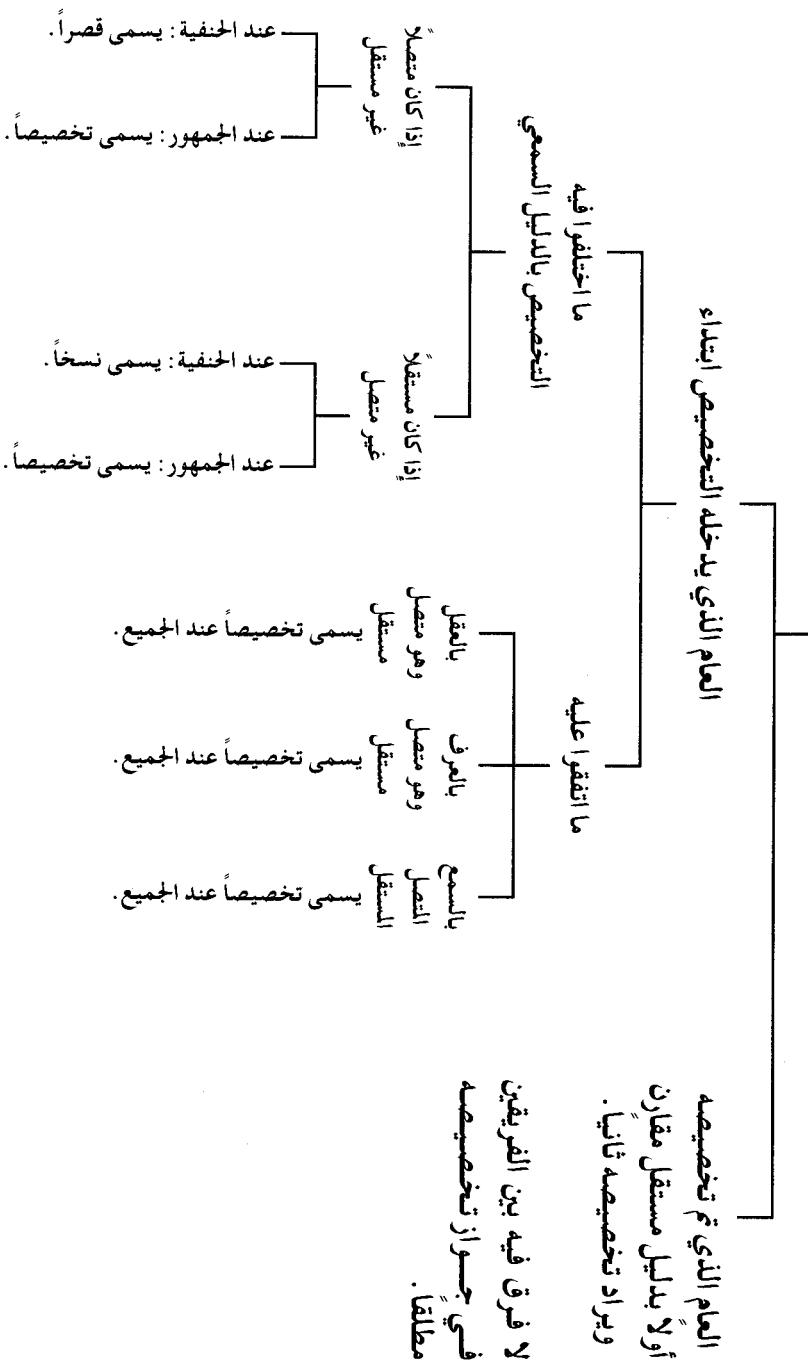 العام الذي يدخله التخصيص ابتداء
ما اختلفوا فيه
التخصيص بالدليل السمعي
إذا كان متصلاً
غير مستقل
عند الحنفية: يسمى قصراً.
عند الجمهور: يسمى تخصيصاً.
إذا كان مستقلاً
غير متصل
عند الحنفية: يسمى نسخاً.
عند الجمهور: يسمى تخصيصاً.
ما اتفقوا عليه
بالعقل
وهو متصل
مستقل
يسمى تخصيصاً عند الجميع.
بالعرف
وهو متصل
مستقل
يسمى تخصيصاً عند الجميع.
بالسمع
المتصل
المستقل
يسمى تخصيصاً عند الجميع.
العام الذي تم تخصيصه
أولاً بدليل مستقل مقارن
ويراد تخصيصه ثانيا.
لا فرق فيه بين الفريقين
في جواز تخصيصه
مطلقا.